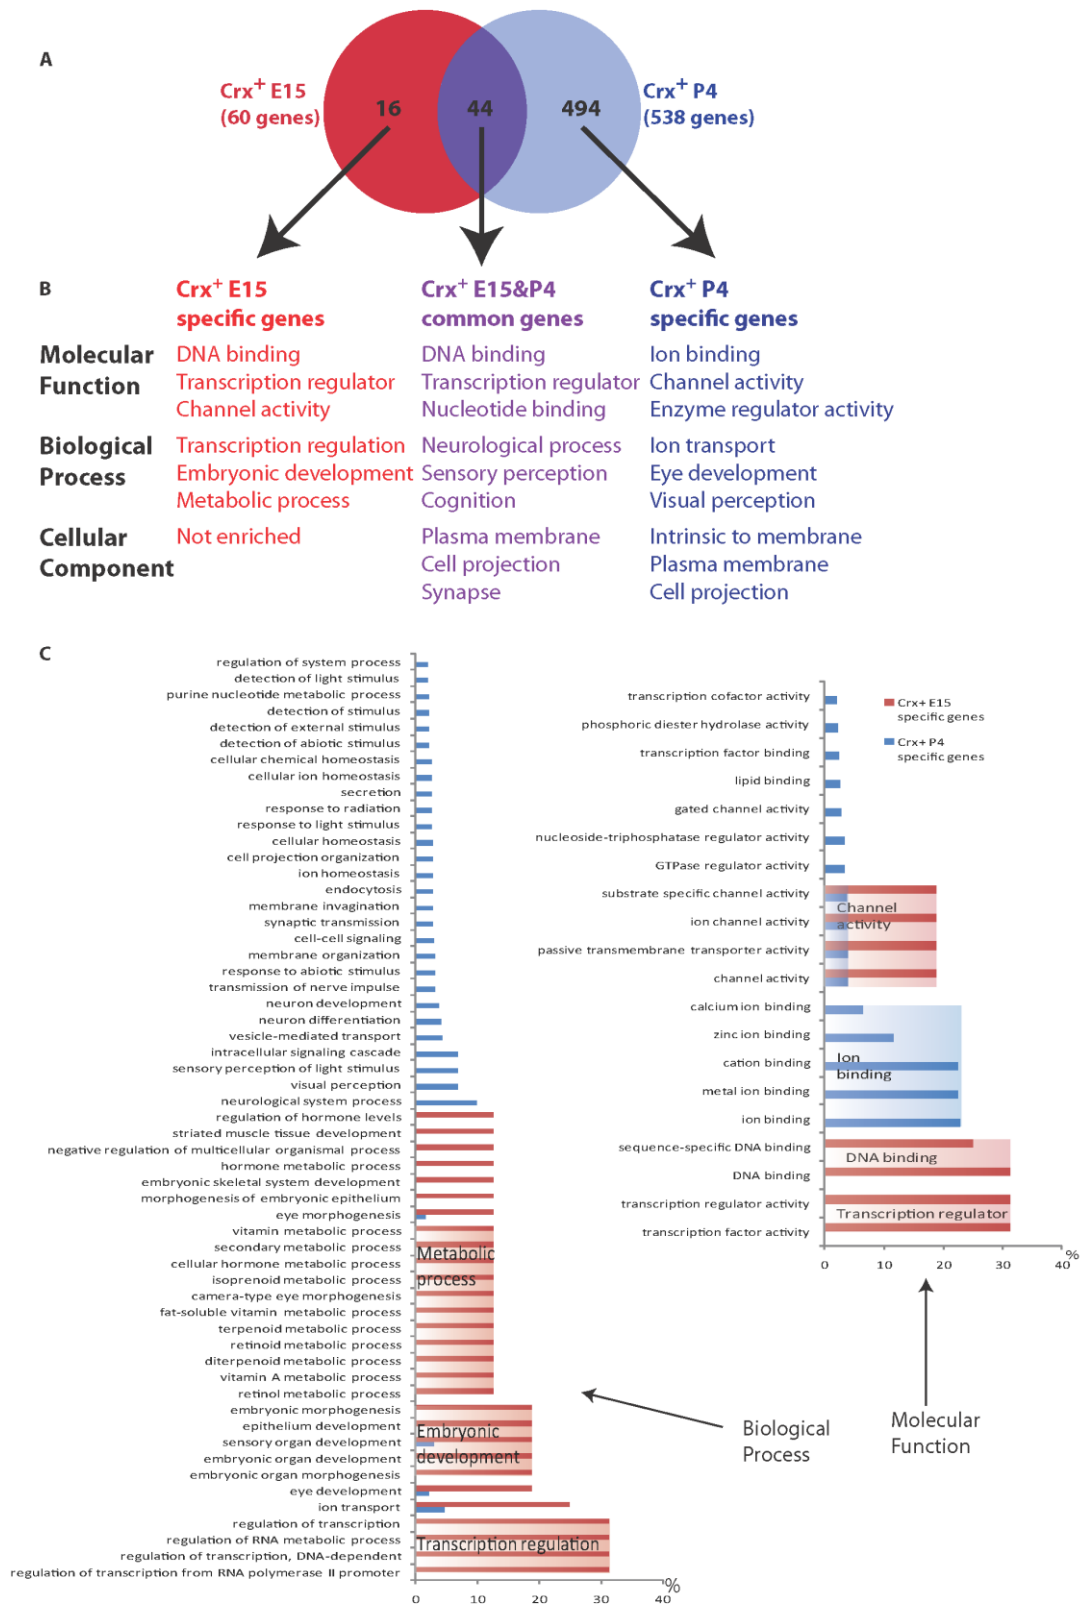 A
Crx+ E15
(60 genes)
16
44
494
Crx+ P4
(538 genes)
B
Crx+ E15
specific genes
Crx+ E15&P4
common genes
Crx+ P4
specific genes
Molecular
Function
DNA binding
Transcription regulator
Channel activity
DNA binding
Transcription regulator
Nucleotide binding
Ion binding
Channel activity
Enzyme regulator activity
Biological
Process
Transcription regulation
Embryonic development
Metabolic process
Neurological process
Sensory perception
Cognition
Ion transport
Eye development
Visual perception
Cellular
Component
Not enriched
Plasma membrane
Cell projection
Synapse
Intrinsic to membrane
Plasma membrane
Cell projection
C
regulation of system process
detection of light stimulus
purine nucleotide metabolic process
detection of stimulus
detection of external stimulus
detection of abiotic stimulus
cellular chemical homeostasis
cellular ion homeostasis
secretion
response to radiation
response to light stimulus
cellular homeostasis
cell projection organization
ion homeostasis
endocytosis
membrane invagination
synaptic transmission
cell-cell signaling
membrane organization
response to abiotic stimulus
transmission of nerve impulse
neuron development
neuron differentiation
vesicle-mediated transport
intracellular signaling cascade
sensory perception of light stimulus
visual perception
neurological system process
regulation of hormone levels
striated muscle tissue development
negative regulation of multicellular organismal process
hormone metabolic process
embryonic skeletal system development
morphogenesis of embryonic epithelium
eye morphogenesis
vitamin metabolic process
secondary metabolic process
cellular hormone metabolic process
isoprenoid metabolic process
camera-type eye morphogenesis
fat-soluble vitamin metabolic process
terpenoid metabolic process
retinoid metabolic process
diterpenoid metabolic process
vitamin A metabolic process
retinol metabolic process
embryonic morphogenesis
epithelium development
sensory organ development
embryonic organ development
embryonic organ morphogenesis
eye development
ion transport
regulation of transcription
regulation of RNA metabolic process
regulation of transcription, DNA-dependent
regulation of transcription from RNA polymerase II promoter
Metabolic
process
Embryonic
development
Transcription regulation
0 10 20 30 40
%
transcription cofactor activity
phosphoric diester hydrolase activity
transcription factor binding
lipid binding
gated channel activity
nucleoside-triphosphatase regulator activity
GTPase regulator activity
substrate specific channel activity
ion channel activity
passive transmembrane transporter activity
channel activity
calcium ion binding
zinc ion binding
cation binding
metal ion binding
ion binding
sequence-specific DNA binding
DNA binding
transcription regulator activity
transcription factor activity
Crx+ E15
specific genes
Crx+ P4
specific genes
Channel
activity
Ion
binding
DNA binding
Transcription regulator
0 10 20 30 40
%
Biological
Process
Molecular
Function